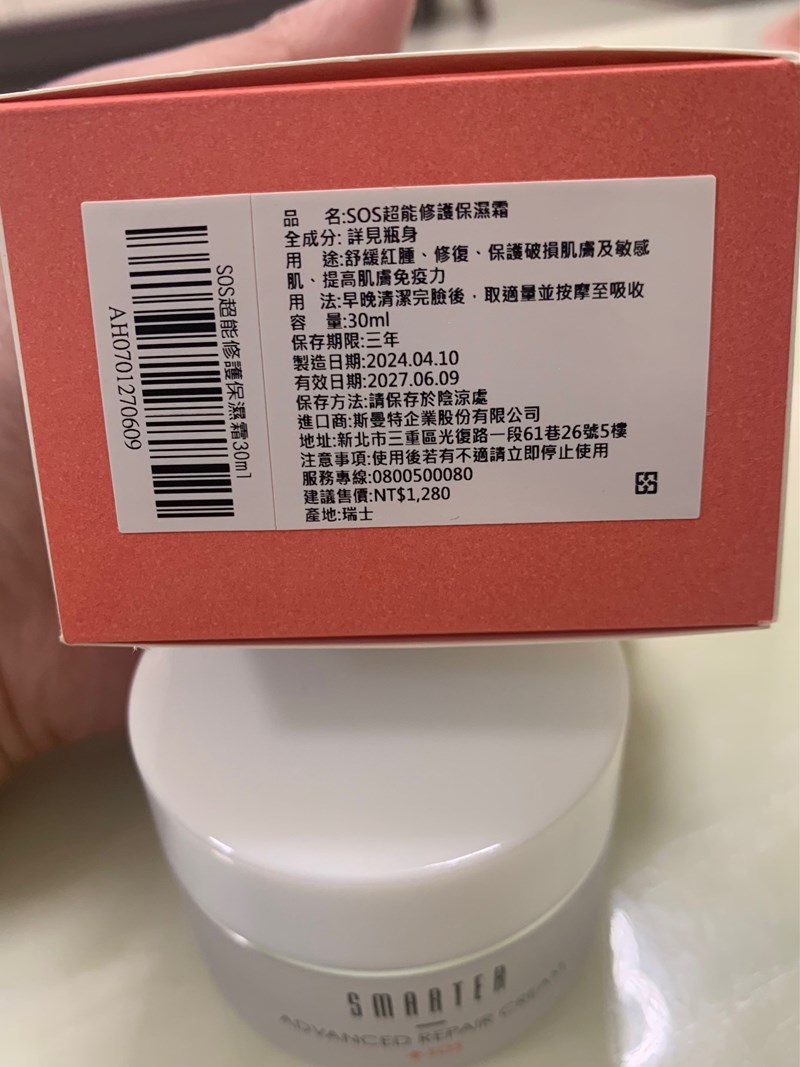 品 名:SOS超能修護保濕霜
全成分: 詳見瓶身
用 途:舒緩紅腫、修復、保護破損肌膚及敏感
肌、提高肌膚免疫力
用 法:早晚清潔完臉後,取適量並按摩至吸收
容 量:30ml
保存期限:三年
製造日期:2024.04.10
有效日期:2027.06.09
保存方法:請保存於陰涼處
進口商:斯曼特企業股份有限公司
地址:新北市三重區光復路一段61巷26號5樓
注意事項:使用後若有不適請立即停止使用
服務專線:0800500080
建議售價:NT$1,280
產地:瑞士
SOS超能修護保濕霜30ml
AH0701270609
SMARTER
ADVANCED REPAIR CREAM